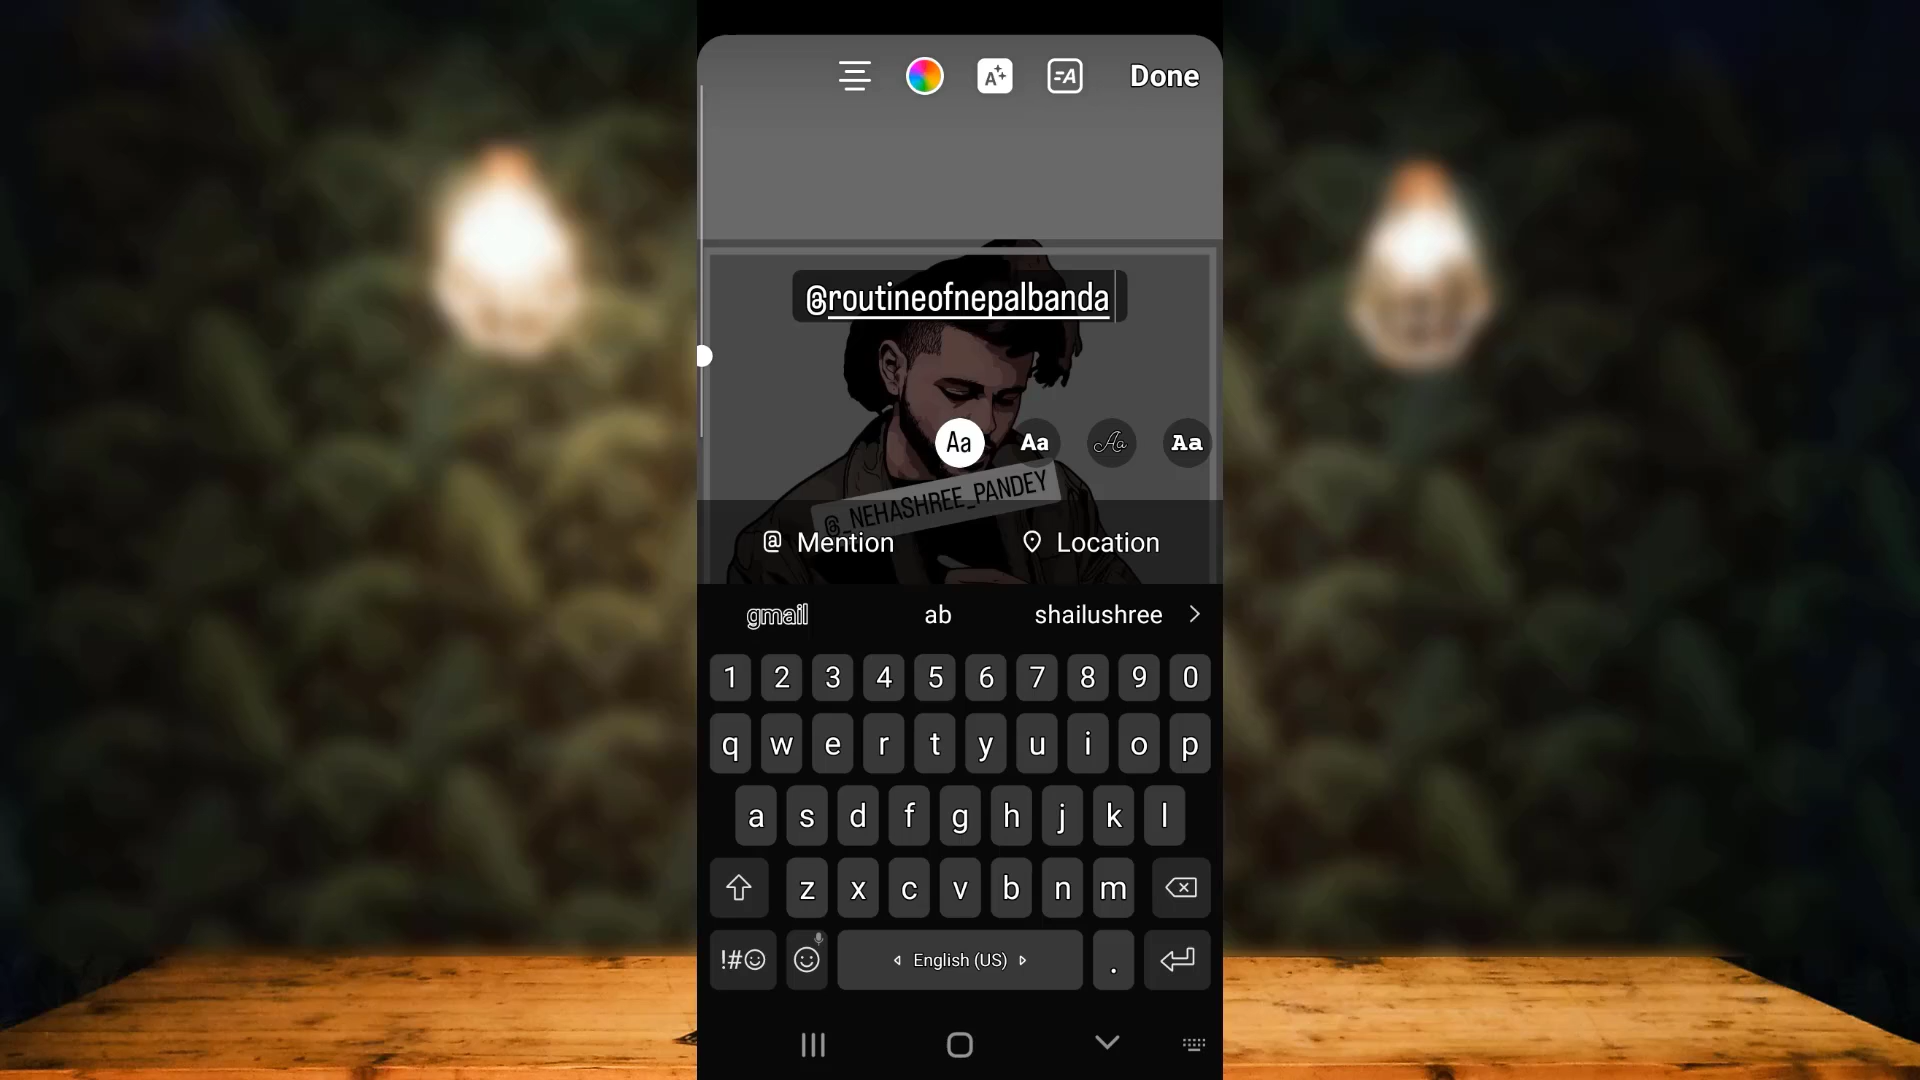 Done
@routineofnepalbanda
Aa Aa Aa Aa
@_NEHASHREE_PANDEY
@ Mention Location
gmail ab shailushree
1 2 3 4 5 6 7 8 9 0
q w e r t y u i o p
a s d f g h j k l
z x c v b n m
!#☺ English (US) .